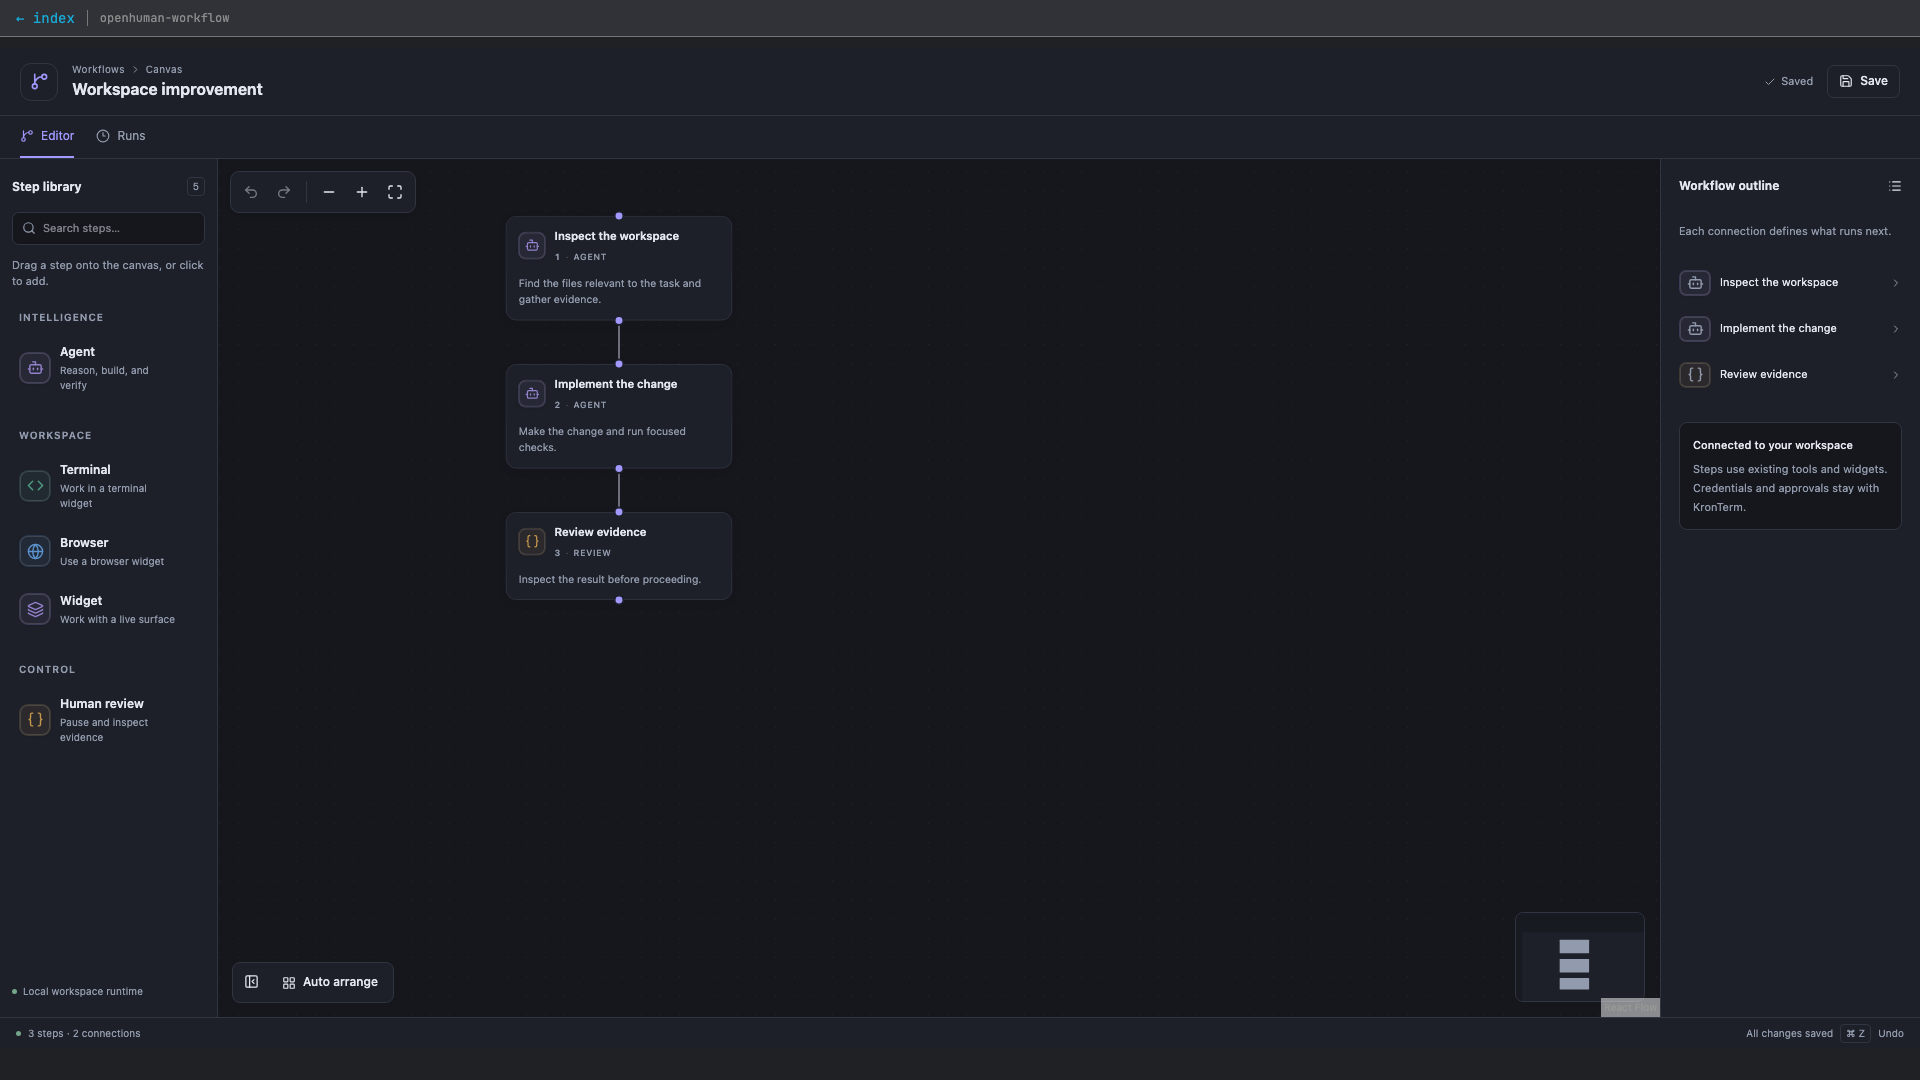 ← index
openhuman-workflow
Workflows > Canvas
Workspace improvement
Saved
Save
Editor
Runs
Step library
5
Search steps...
Drag a step onto the canvas, or click
to add.
INTELLIGENCE
Agent
Reason, build, and
verify
WORKSPACE
Terminal
Work in a terminal
widget
Browser
Use a browser widget
Widget
Work with a live surface
CONTROL
Human review
Pause and inspect
evidence
Local workspace runtime
Inspect the workspace
1 · AGENT
Find the files relevant to the task and
gather evidence.
Implement the change
2 · AGENT
Make the change and run focused
checks.
Review evidence
3 · REVIEW
Inspect the result before proceeding.
Auto arrange
Workflow outline
Each connection defines what runs next.
Inspect the workspace
Implement the change
Review evidence
Connected to your workspace
Steps use existing tools and widgets.
Credentials and approvals stay with
KronTerm.
React Flow
3 steps · 2 connections
All changes saved
⌘ Z
Undo